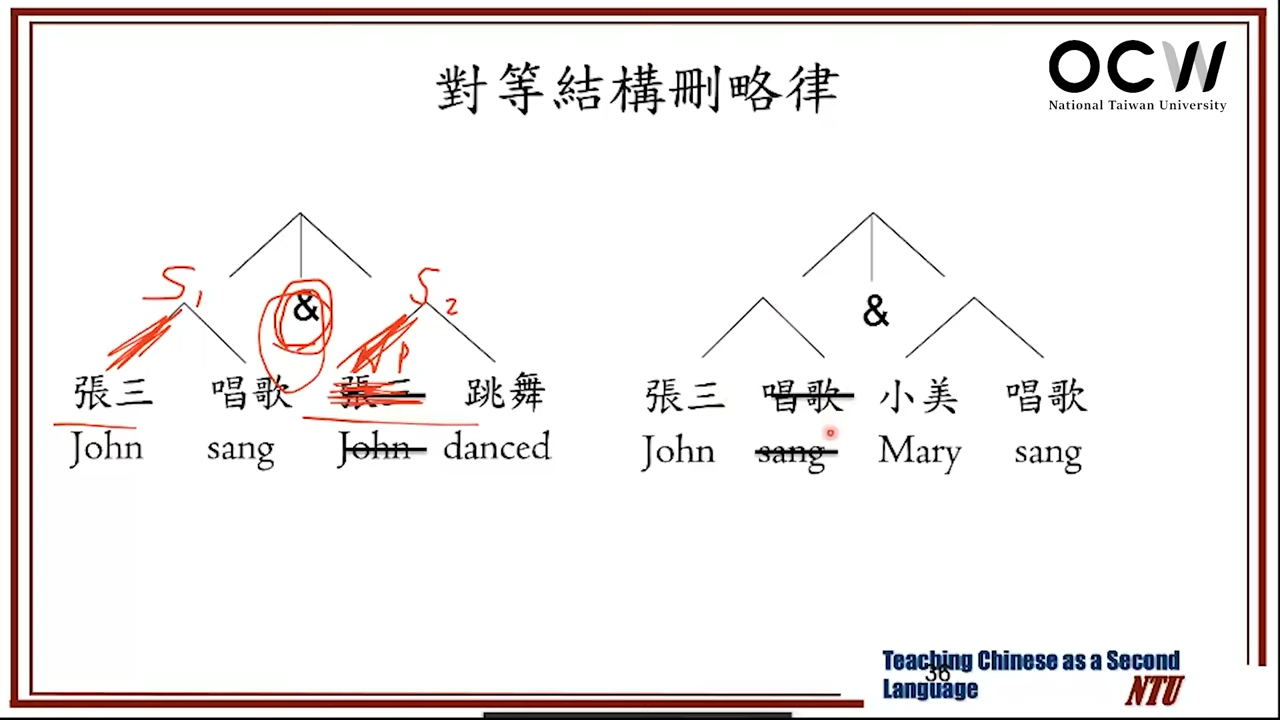 對等結構刪略律
OCW
National Taiwan University
S1
S2
& &
張三 唱歌 張三 跳舞 張三 唱歌 小美 唱歌
John sang John danced John sang Mary sang
Teaching Chinese as a Second
36
Language
NTU